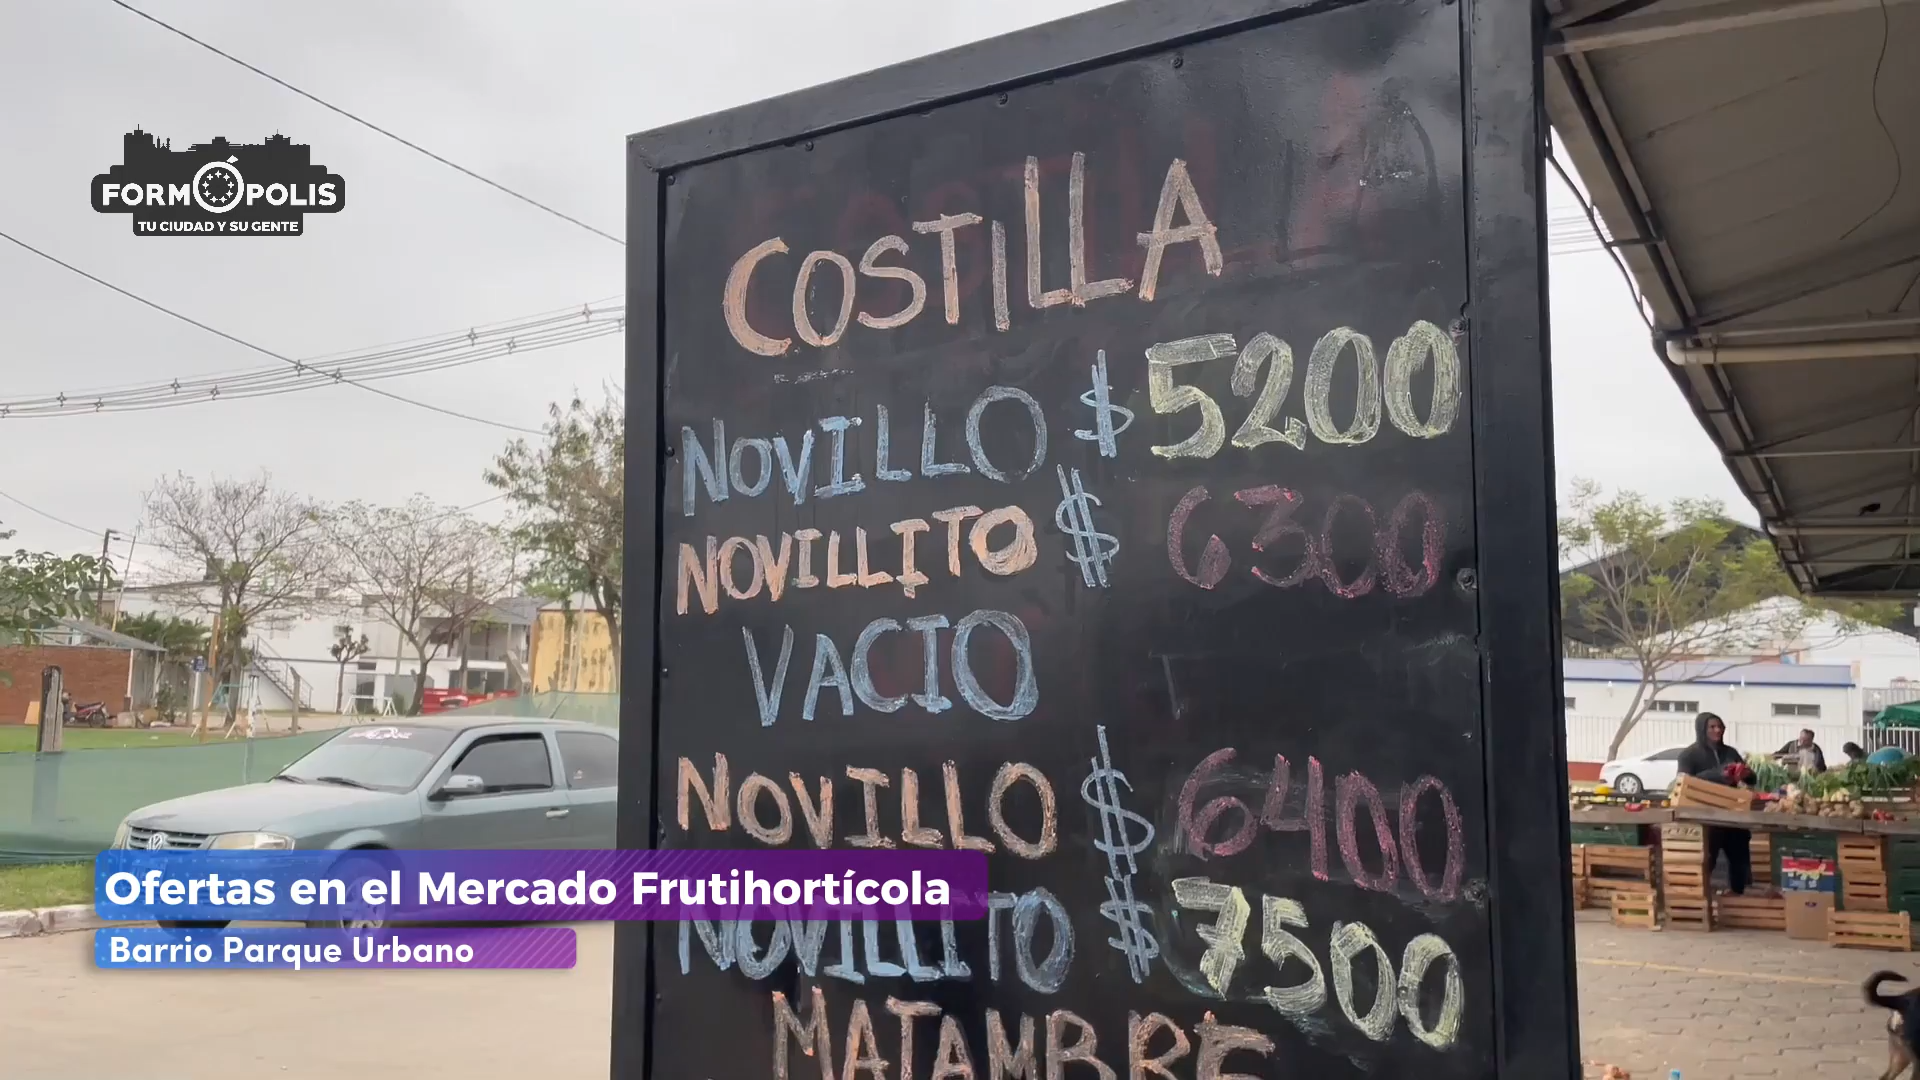 FORMÓPOLIS
TU CIUDAD Y SU GENTE
COSTILLA
NOVILLO $ 5200
NOVILLITO $ 6300
VACIO
NOVILLO $ 6400
NOVILLITO $ 7500
MATAMBRE
Ofertas en el Mercado Frutihortícola
Barrio Parque Urbano